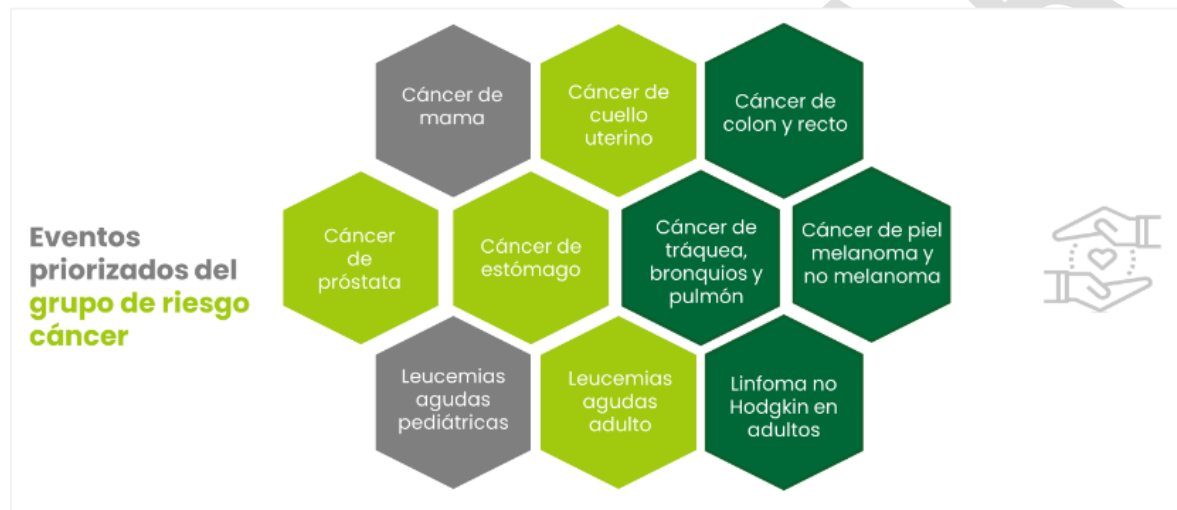 Eventos
priorizados del
grupo de riesgo
cáncer
Cáncer de
mama
Cáncer de
cuello
uterino
Cáncer de
colon y recto
Cáncer
de
próstata
Cáncer de
estómago
Cáncer de
tráquea,
bronquios y
pulmón
Cáncer de piel
melanoma y
no melanoma
Leucemias
agudas
pediátricas
Leucemias
agudas
adulto
Linfoma no
Hodgkin en
adultos